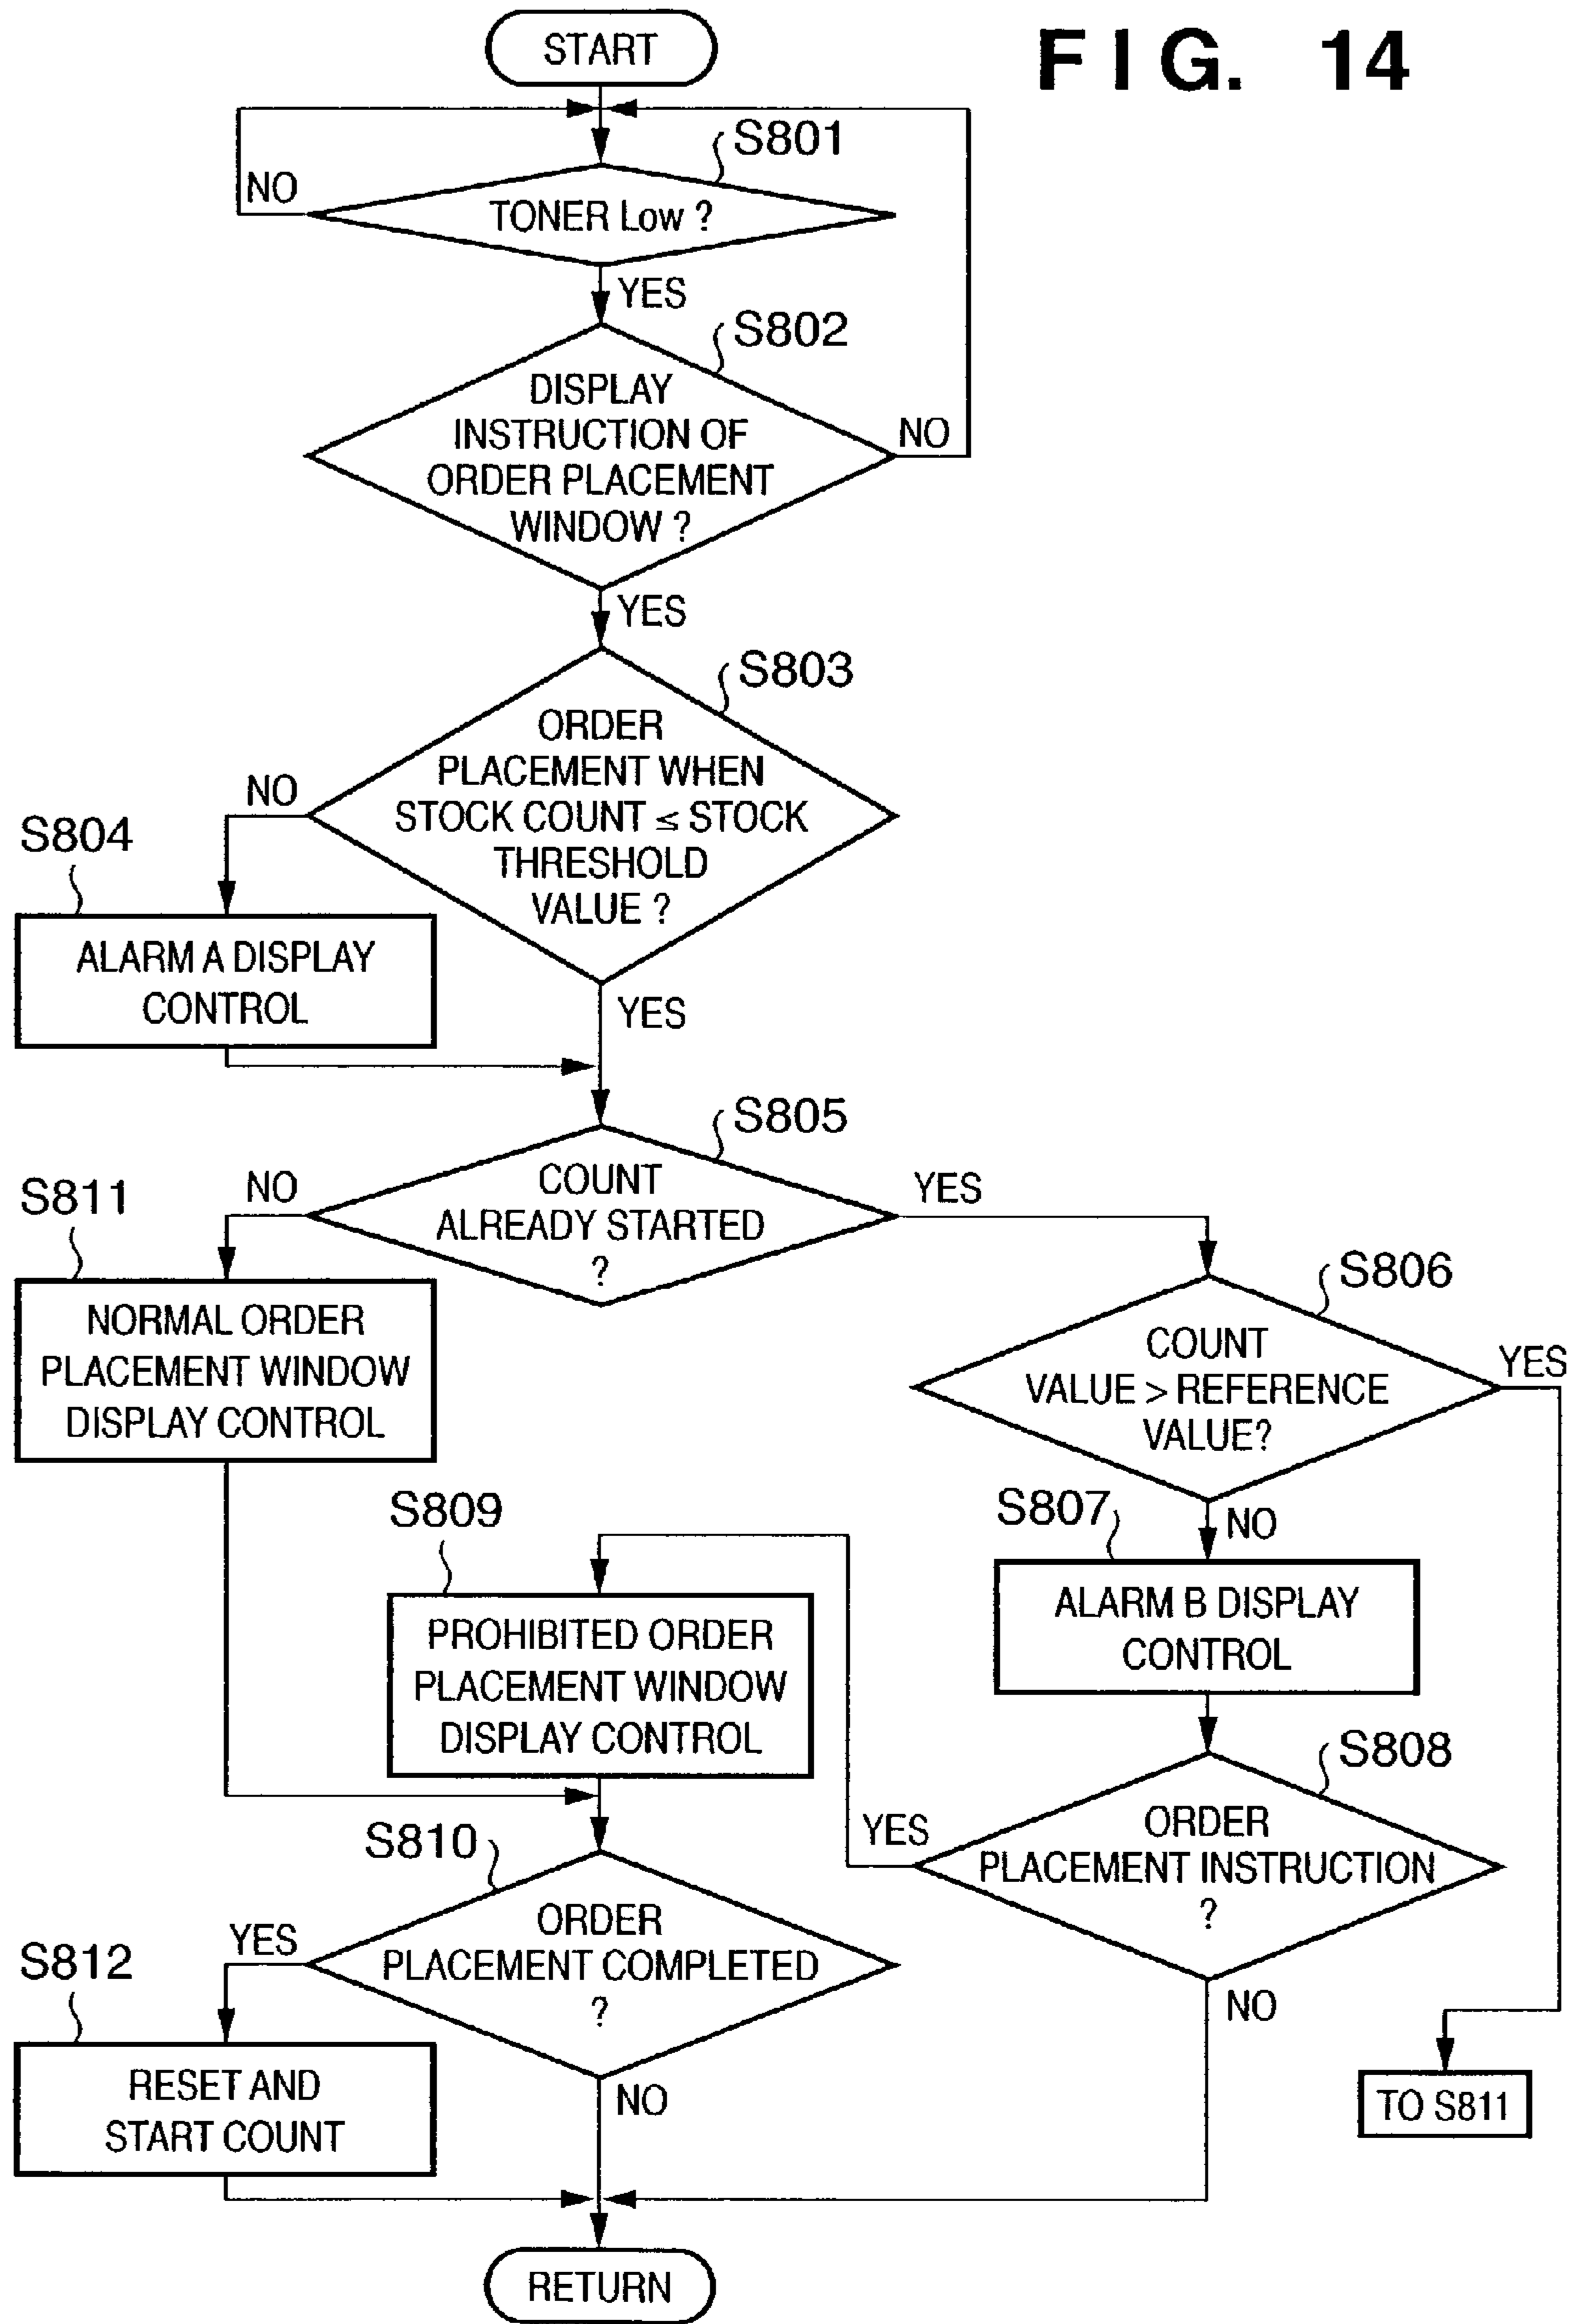 FIG. 14
START
S801
NO
TONER Low ?
YES
S802
DISPLAY
INSTRUCTION OF
ORDER PLACEMENT
WINDOW ?
NO
YES
S803
ORDER
PLACEMENT WHEN
STOCK COUNT ≤ STOCK
THRESHOLD
VALUE ?
NO
S804
ALARM A DISPLAY
CONTROL
YES
S805
COUNT
ALREADY STARTED
?
NO
YES
S811
NORMAL ORDER
PLACEMENT WINDOW
DISPLAY CONTROL
S806
COUNT
VALUE > REFERENCE
VALUE?
YES
NO
S807
ALARM B DISPLAY
CONTROL
S809
PROHIBITED ORDER
PLACEMENT WINDOW
DISPLAY CONTROL
S808
ORDER
PLACEMENT INSTRUCTION
?
YES
NO
S810
ORDER
PLACEMENT COMPLETED
?
YES
NO
S812
RESET AND
START COUNT
TO S811
RETURN